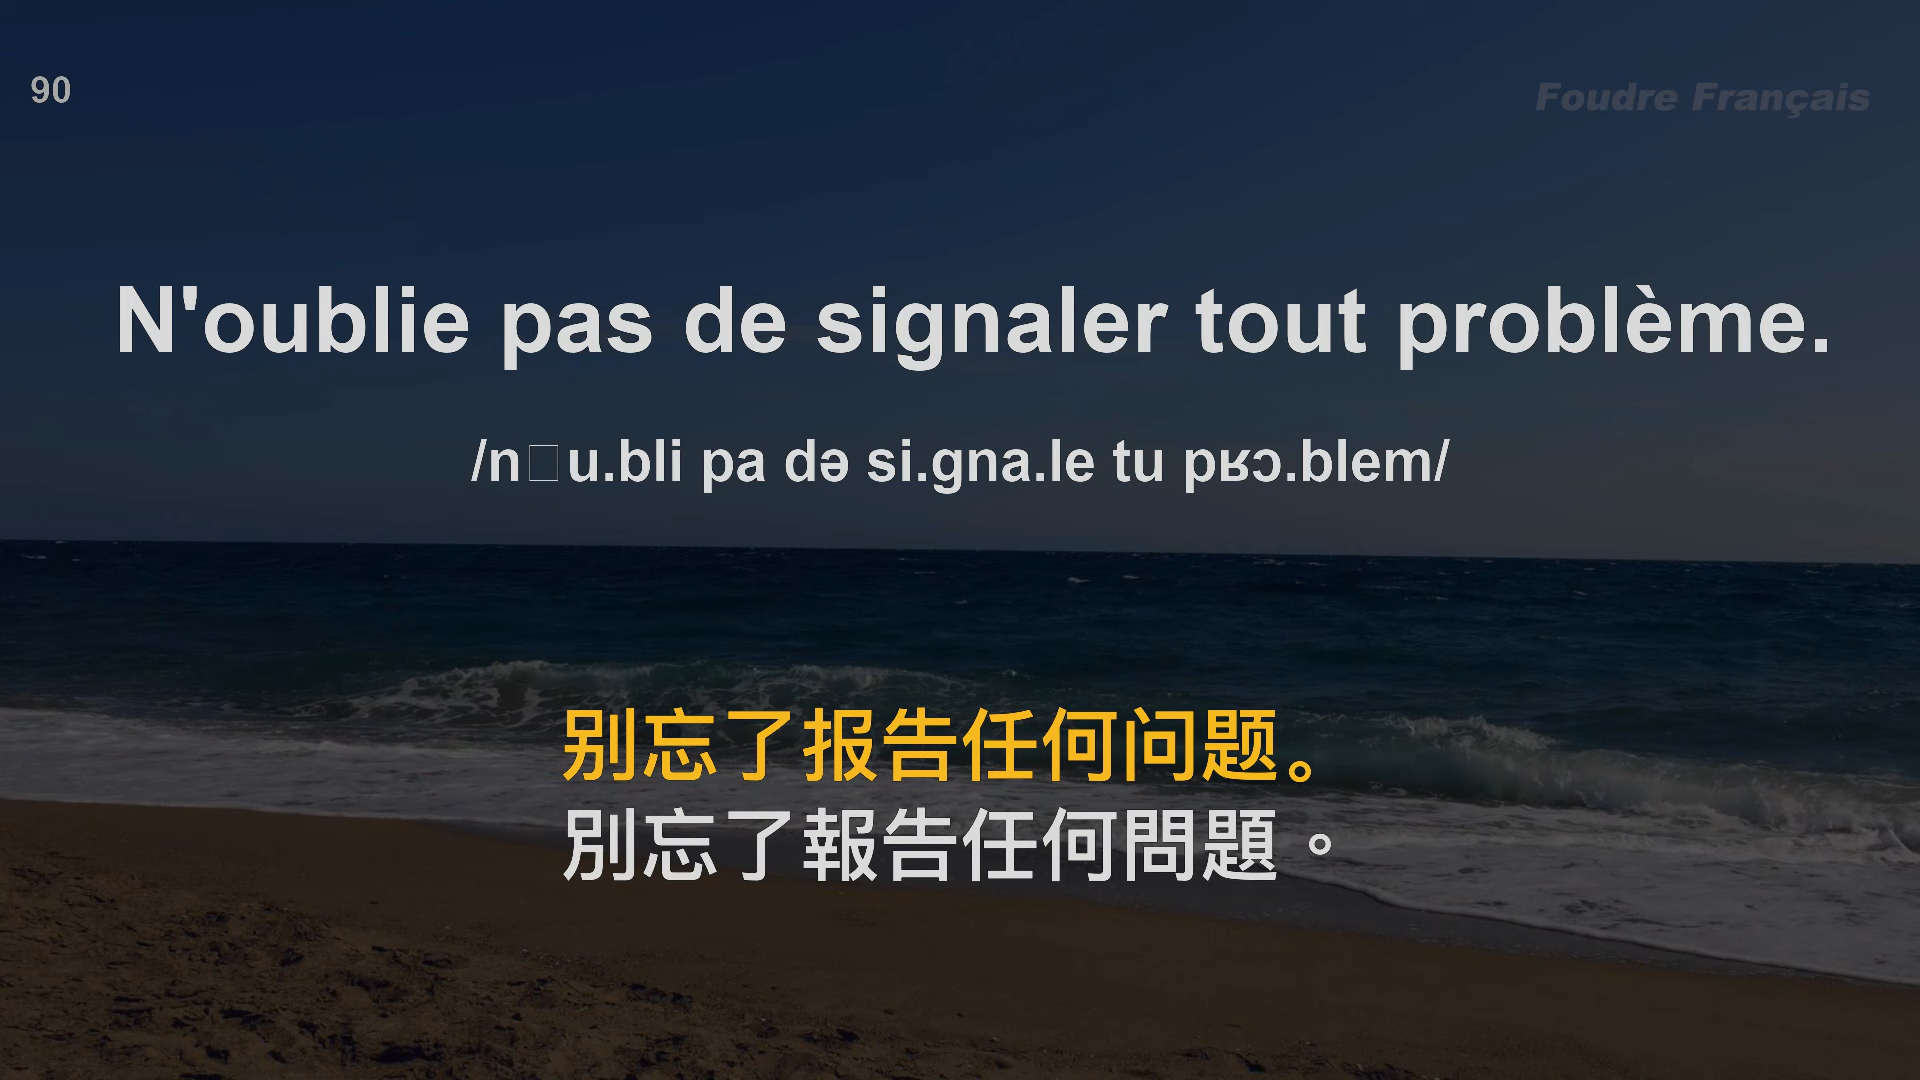 90
Foudre Français
N'oublie pas de signaler tout problème.
/n□u.bli pa də si.gna.le tu pʁɔ.blem/
别忘了报告任何问题。
別忘了報告任何問題。